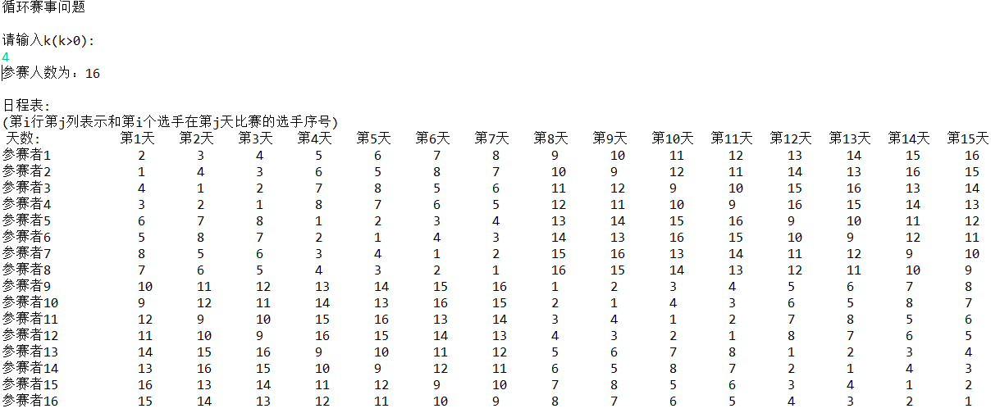 循环赛事问题
请输入k(k>0):
4
参赛人数为：16
日程表:
(第i行第j列表示和第i个选手在第j天比赛的选手序号)
天数: 第1天 第2天 第3天 第4天 第5天 第6天 第7天 第8天 第9天 第10天 第11天 第12天 第13天 第14天 第15天
参赛者1 2 3 4 5 6 7 8 9 10 11 12 13 14 15 16
参赛者2 1 4 3 6 5 8 7 10 9 12 11 14 13 16 15
参赛者3 4 1 2 7 8 5 6 11 12 9 10 15 16 13 14
参赛者4 3 2 1 8 7 6 5 12 11 10 9 16 15 14 13
参赛者5 6 7 8 1 2 3 4 13 14 15 16 9 10 11 12
参赛者6 5 8 7 2 1 4 3 14 13 16 15 10 9 12 11
参赛者7 8 5 6 3 4 1 2 15 16 13 14 11 12 9 10
参赛者8 7 6 5 4 3 2 1 16 15 14 13 12 11 10 9
参赛者9 10 11 12 13 14 15 16 1 2 3 4 5 6 7 8
参赛者10 9 12 11 14 13 16 15 2 1 4 3 6 5 8 7
参赛者11 12 9 10 15 16 13 14 3 4 1 2 7 8 5 6
参赛者12 11 10 9 16 15 14 13 4 3 2 1 8 7 6 5
参赛者13 14 15 16 9 10 11 12 5 6 7 8 1 2 3 4
参赛者14 13 16 15 10 9 12 11 6 5 8 7 2 1 4 3
参赛者15 16 13 14 11 12 9 10 7 8 5 6 3 4 1 2
参赛者16 15 14 13 12 11 10 9 8 7 6 5 4 3 2 1